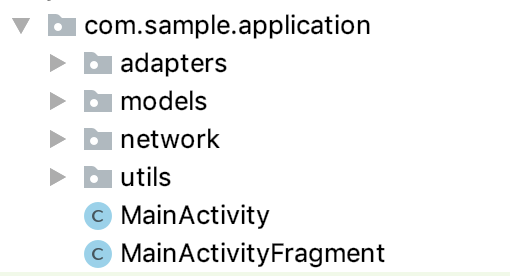 com.sample.application
adapters
models
network
utils
C MainActivity
C MainActivityFragment